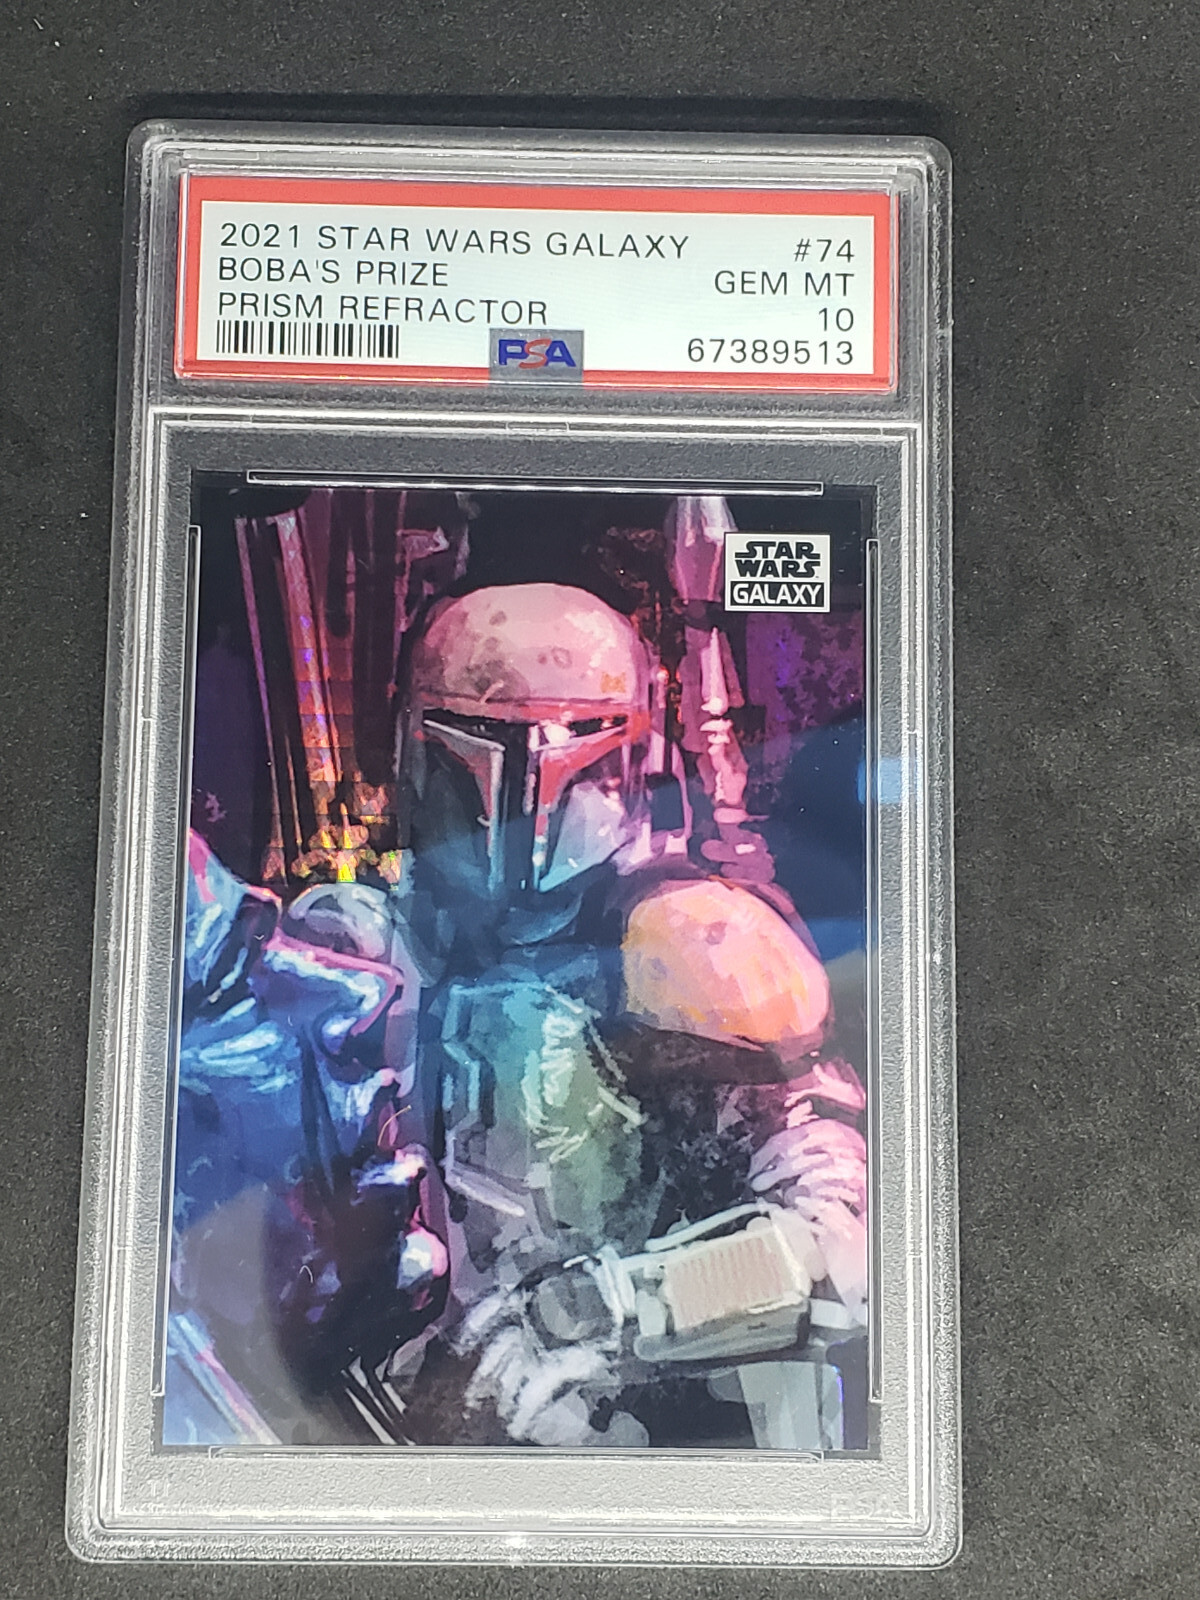 2021 STAR WARS GALAXY #74
BOBA'S PRIZE GEM MT
PRISM REFRACTOR 10
PSA 67389513
STAR
WARS
GALAXY